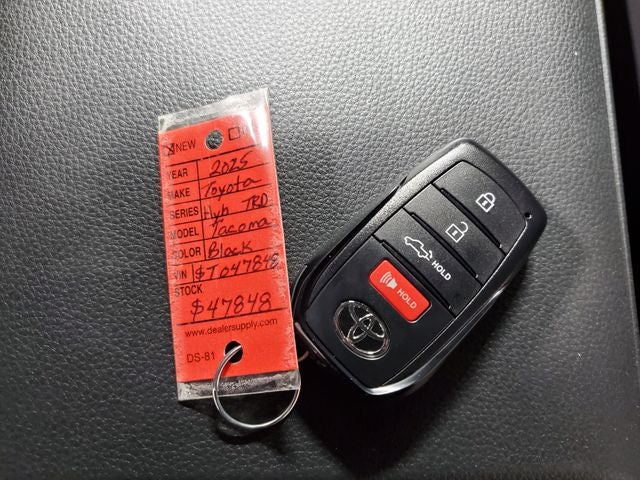 NEW
YEAR 2025
MAKE Toyota
SERIES Hyb TRD
MODEL Tacoma
COLOR Black
VIN $T047848
STOCK
$47848
www.dealersupply.com
DS-81
HOLD
HOLD